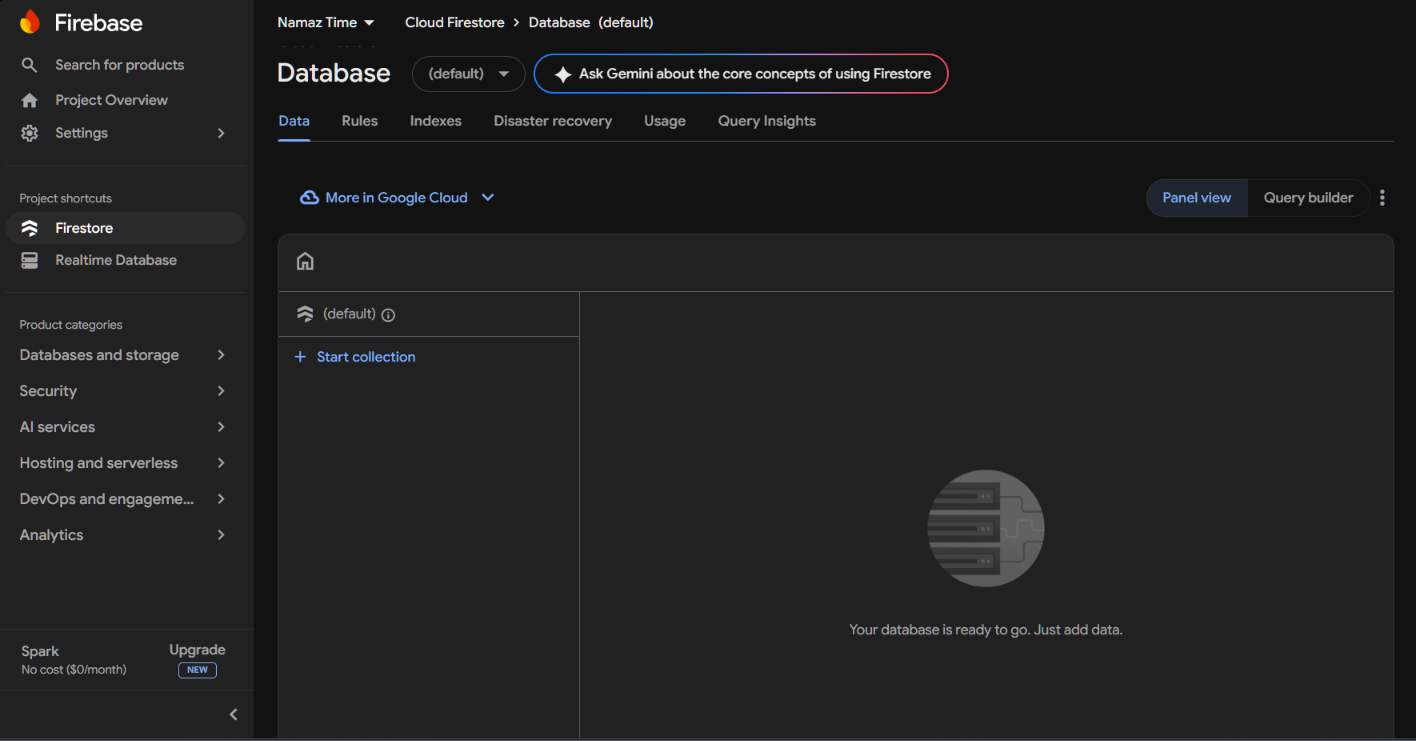 Firebase
Search for products
Project Overview
Settings
Project shortcuts
Firestore
Realtime Database
Product categories
Databases and storage
Security
AI services
Hosting and serverless
DevOps and engageme...
Analytics
Spark
No cost ($0/month)
Upgrade
NEW
Namaz Time
Cloud Firestore > Database (default)
Database
(default)
Ask Gemini about the core concepts of using Firestore
Data
Rules
Indexes
Disaster recovery
Usage
Query Insights
More in Google Cloud
Panel view
Query builder
(default)
+ Start collection
Your database is ready to go. Just add data.